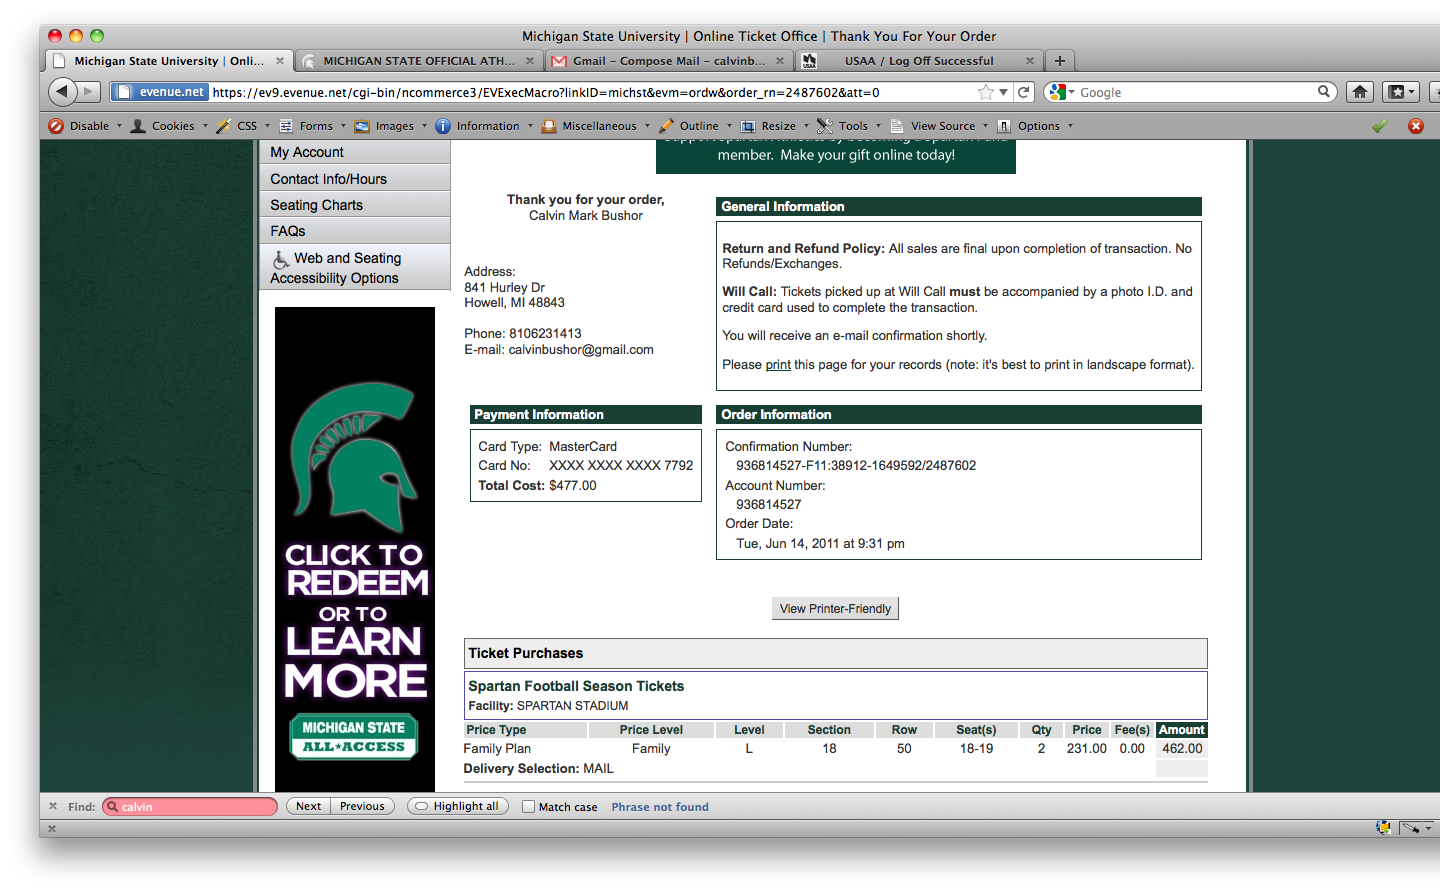 Michigan State University | Online Ticket Office | Thank You For Your Order
Michigan State University | Onli...
MICHIGAN STATE OFFICIAL ATH...
Gmail – Compose Mail – calvinb...
USAA
USAA / Log Off Successful
evenue.net https://ev9.evenue.net/cgi-bin/ncommerce3/EVExecMacro?linkID=michst&evm=ordw&order_rn=2487602&att=0
Google
Disable Cookies CSS Forms Images Information Miscellaneous Outline Resize Tools View Source Options
My Account
Contact Info/Hours
Seating Charts
FAQs
Web and Seating
Accessibility Options
CLICK TO
REDEEM
OR TO
LEARN
MORE
MICHIGAN STATE
ALL★ACCESS
member. Make your gift online today!
Thank you for your order,
Calvin Mark Bushor
Address:
841 Hurley Dr
Howell, MI 48843
Phone: 8106231413
E-mail: calvinbushor@gmail.com
General Information
Return and Refund Policy: All sales are final upon completion of transaction. No
Refunds/Exchanges.
Will Call: Tickets picked up at Will Call must be accompanied by a photo I.D. and
credit card used to complete the transaction.
You will receive an e-mail confirmation shortly.
Please print this page for your records (note: it's best to print in landscape format).
Payment Information
Card Type: MasterCard
Card No: XXXX XXXX XXXX 7792
Total Cost: $477.00
Order Information
Confirmation Number:
936814527-F11:38912-1649592/2487602
Account Number:
936814527
Order Date:
Tue, Jun 14, 2011 at 9:31 pm
View Printer-Friendly
Ticket Purchases
Spartan Football Season Tickets
Facility: SPARTAN STADIUM
Price Type Price Level Level Section Row Seat(s) Qty Price Fee(s) Amount
Family Plan Family L 18 50 18-19 2 231.00 0.00 462.00
Delivery Selection: MAIL
Find: calvin Next Previous Highlight all Match case Phrase not found